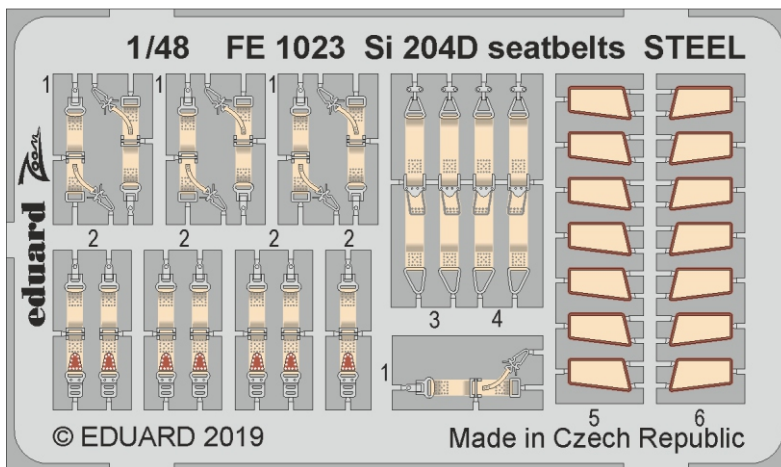 1/48 FE 1023 Si 204D seatbelts STEEL
1 1 1
eduard Zoom
2 2 2 2
3 4
1
5 6
© EDUARD 2019 Made in Czech Republic